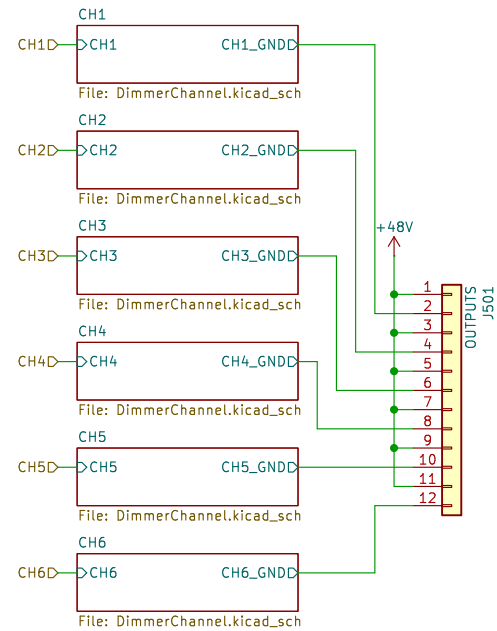 CH1
CH1 CH1 CH1_GND
File: DimmerChannel.kicad_sch
CH2
CH2 CH2 CH2_GND
File: DimmerChannel.kicad_sch
CH3
CH3 CH3 CH3_GND
File: DimmerChannel.kicad_sch
CH4
CH4 CH4 CH4_GND
File: DimmerChannel.kicad_sch
CH5
CH5 CH5 CH5_GND
File: DimmerChannel.kicad_sch
CH6
CH6 CH6 CH6_GND
File: DimmerChannel.kicad_sch
+48V
1
2
3
4
5
6
7
8
9
10
11
12
OUTPUTS
J501